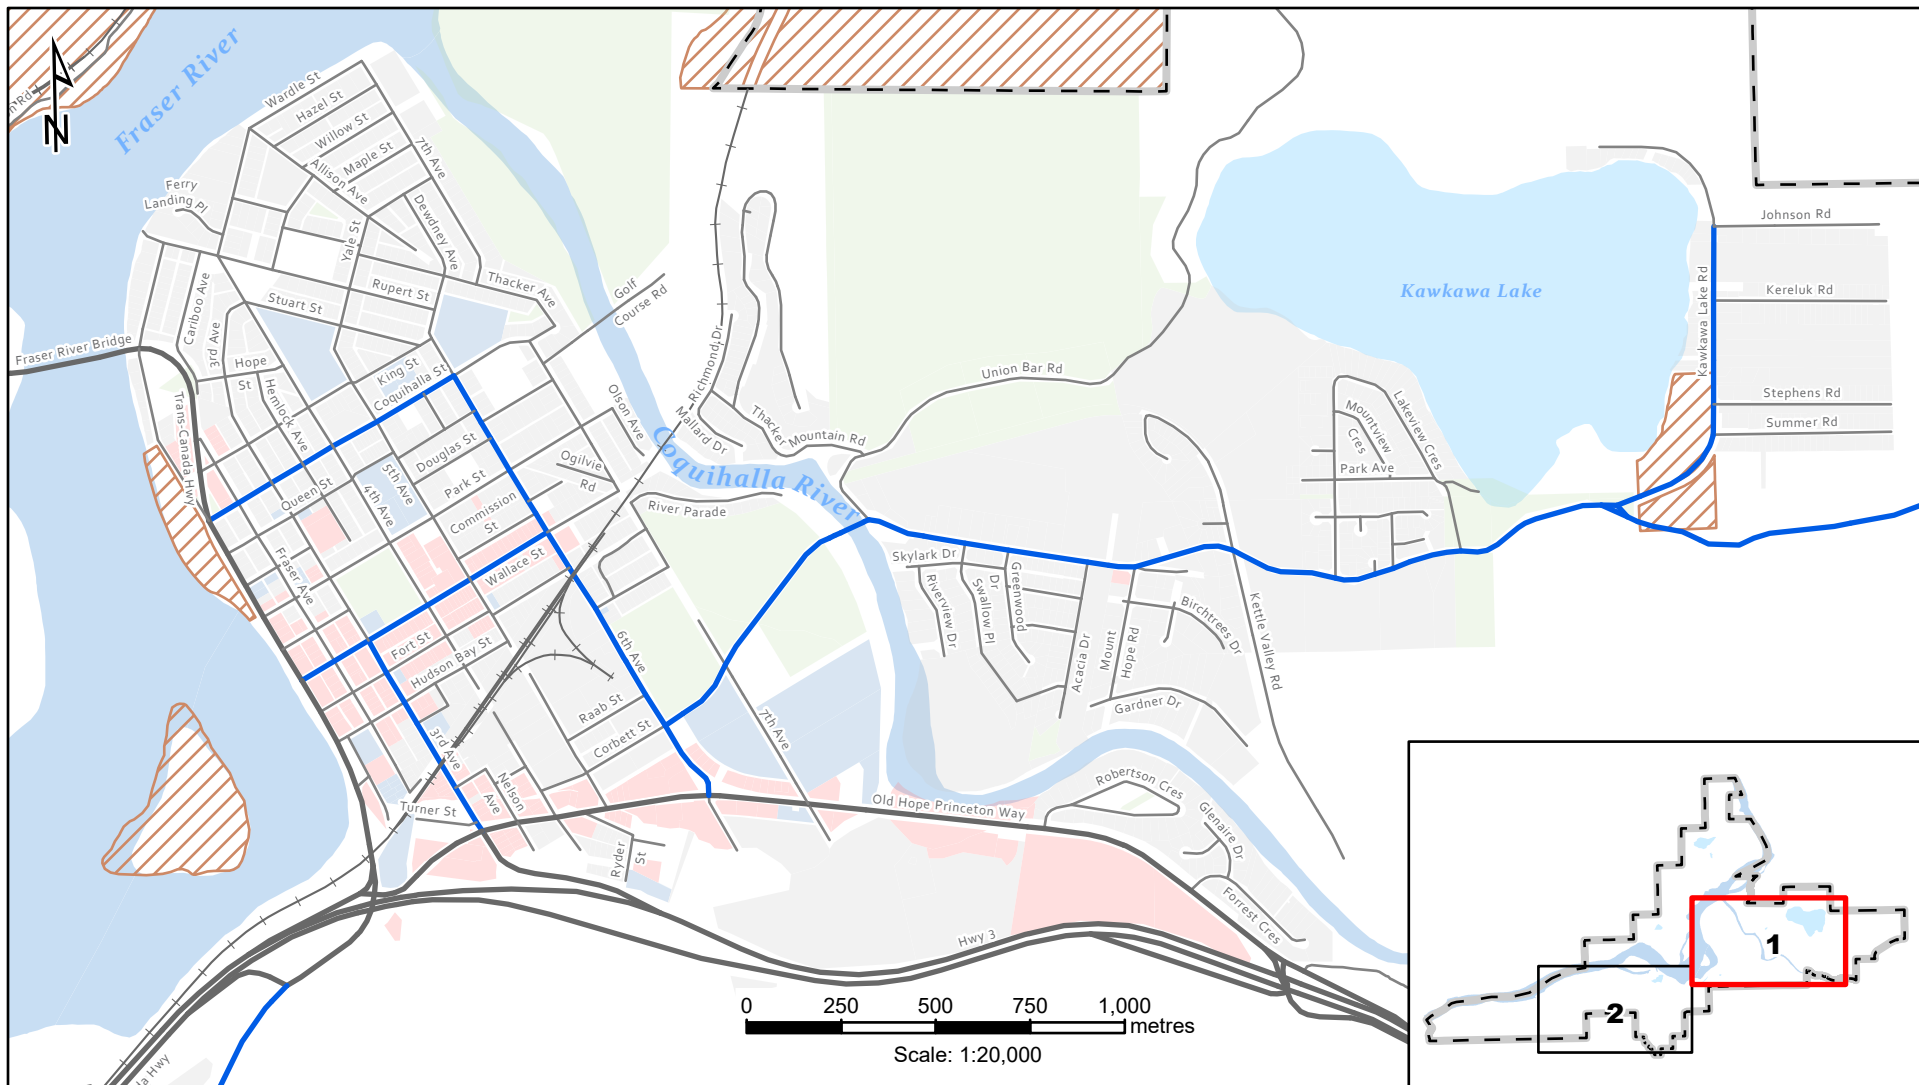 Fraser River
n Rd
N
Wardle St
Hazel St
Willow St
Maple St
Allison Ave
7th Ave
Ferry
Landing Pl
Yale St
Dewdney Ave
Thacker Ave
Golf
Course Rd
Cariboo Ave
3rd Ave
Stuart St
Rupert St
Fraser River Bridge
Hope
St
Hemlock Ave
King St
Coquihalla St
Trans-Canada Hwy
Queen St
5th Ave
4th Ave
Douglas St
Park St
Commission
St
Ogilvie
Rd
Olson Ave
Richmond Dr
Mallard Dr
Thacker
Mountain Rd
Coquihalla River
River Parade
Union Bar Rd
Kawkawa Lake
Johnson Rd
Kereluk Rd
Kawkawa Lake Rd
Stephens Rd
Summer Rd
Lakeview Cres
Mountview
Cres
Park Ave
Fraser Ave
Wallace St
Fort St
Hudson Bay St
6th Ave
Raab St
Corbett St
7th Ave
3rd Ave
Nelson
Ave
Turner St
Skylark Dr
Riverview Dr
Swallow Pl
Dr
Greenwood
Acacia Dr
Mount
Hope Rd
Birchtrees Dr
Kettle Valley Rd
Gardner Dr
Robertson Cres
Glenaire Dr
Old Hope Princeton Way
Ryder
St
Forrest Cres
Hwy 3
a Hwy
0 250 500 750 1,000
metres
Scale: 1:20,000
1
2